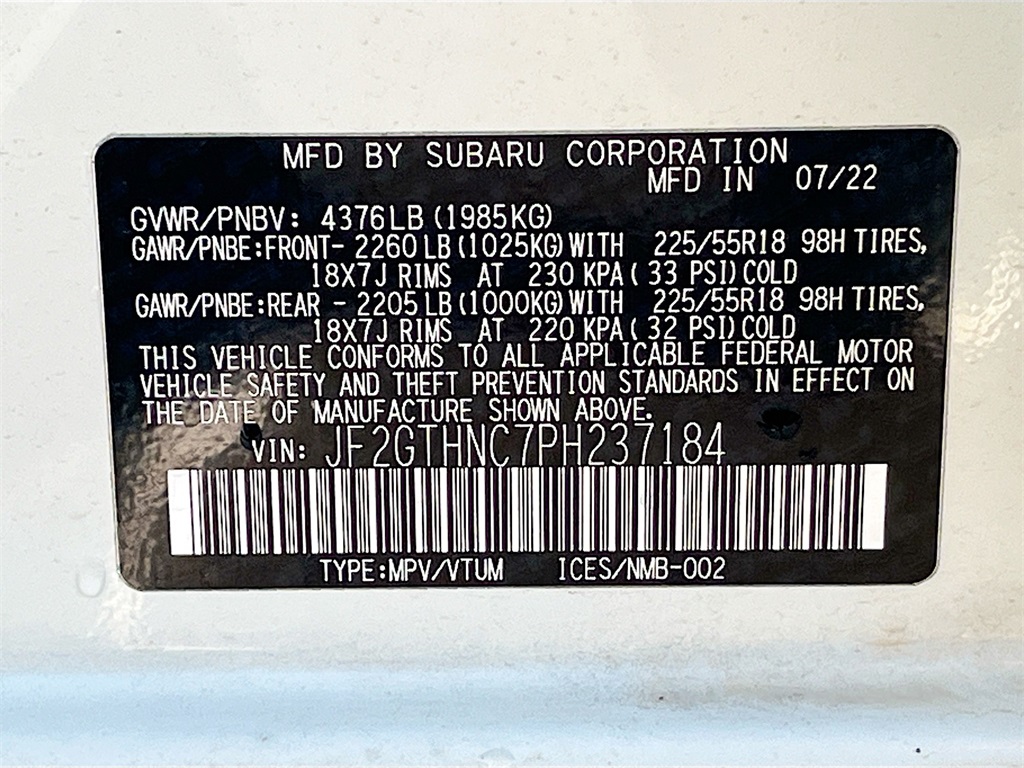 MFD BY SUBARU CORPORATION
MFD IN 07/22
GVWR/PNBV: 4376LB (1985KG)
GAWR/PNBE:FRONT- 2260 LB (1025KG) WITH 225/55R18 98H TIRES,
18X7J RIMS AT 230 KPA ( 33 PSI) COLD
GAWR/PNBE:REAR - 2205 LB (1000KG) WITH 225/55R18 98H TIRES,
18X7J RIMS AT 220 KPA ( 32 PSI) COLD
THIS VEHICLE CONFORMS TO ALL APPLICABLE FEDERAL MOTOR
VEHICLE SAFETY AND THEFT PREVENTION STANDARDS IN EFFECT ON
THE DATE OF MANUFACTURE SHOWN ABOVE.
VIN: JF2GTHNC7PH237184
TYPE:MPV/VTUM ICES/NMB-002